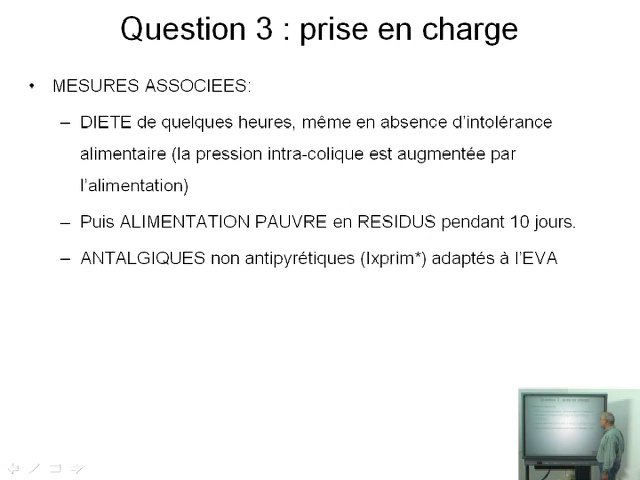 Question 3 : prise en charge
• MESURES ASSOCIEES:
– DIETE de quelques heures, même en absence d'intolérance
alimentaire (la pression intra-colique est augmentée par
l'alimentation)
– Puis ALIMENTATION PAUVRE en RESIDUS pendant 10 jours.
– ANTALGIQUES non antipyrétiques (Ixprim*) adaptés à l'EVA